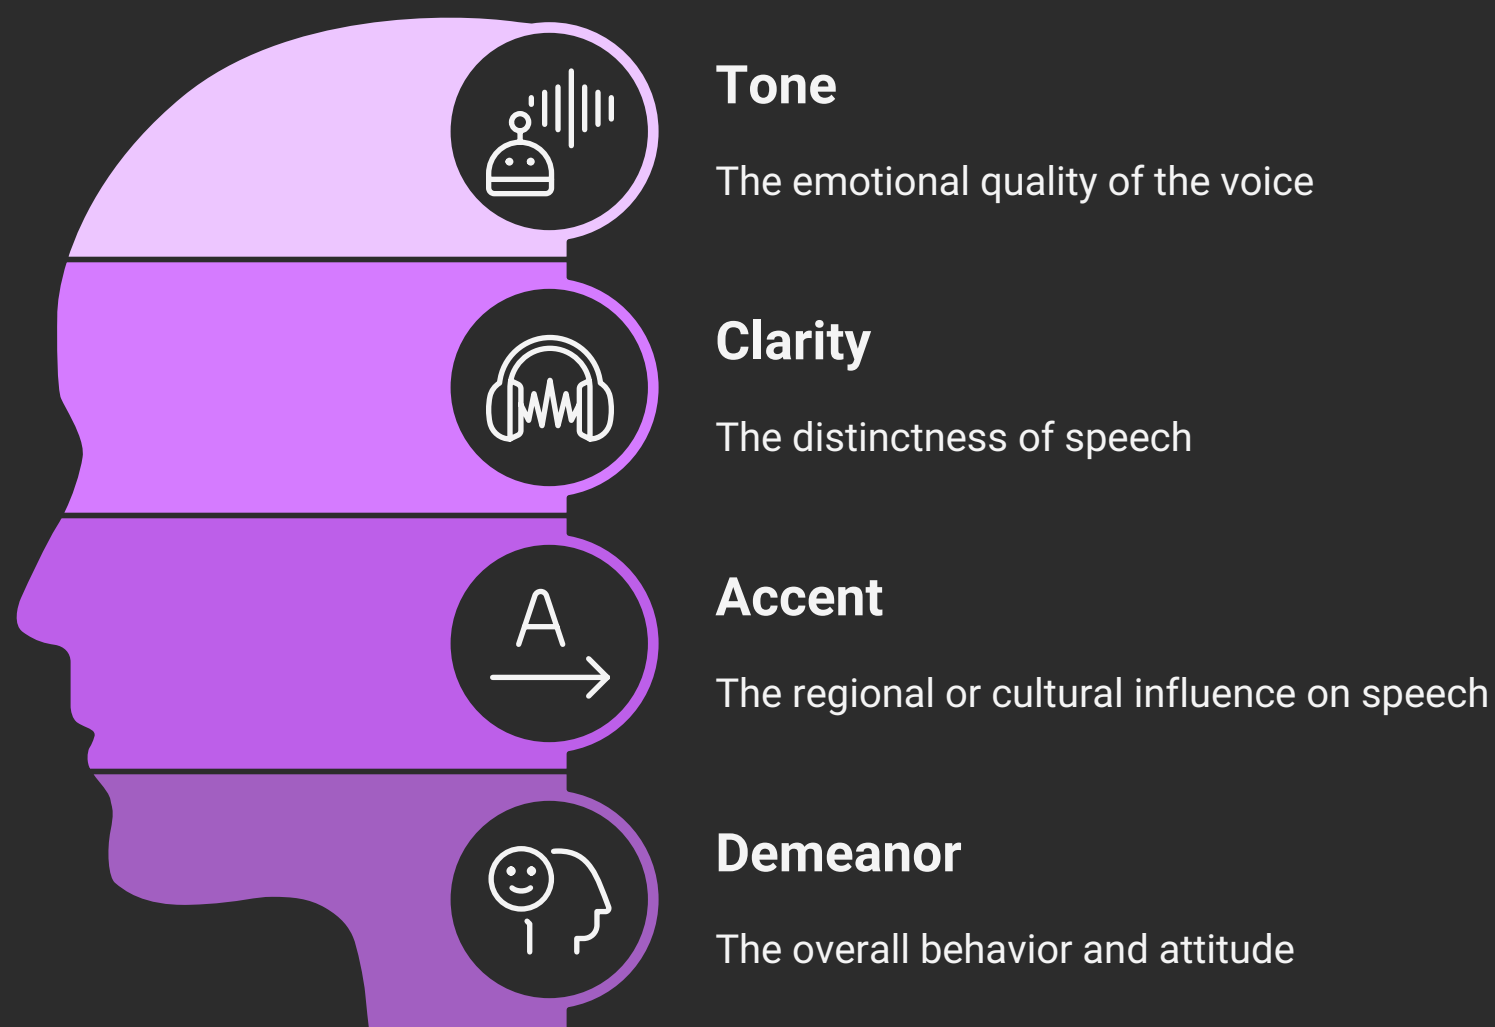 Tone
The emotional quality of the voice
Clarity
The distinctness of speech
A
Accent
The regional or cultural influence on speech
Demeanor
The overall behavior and attitude